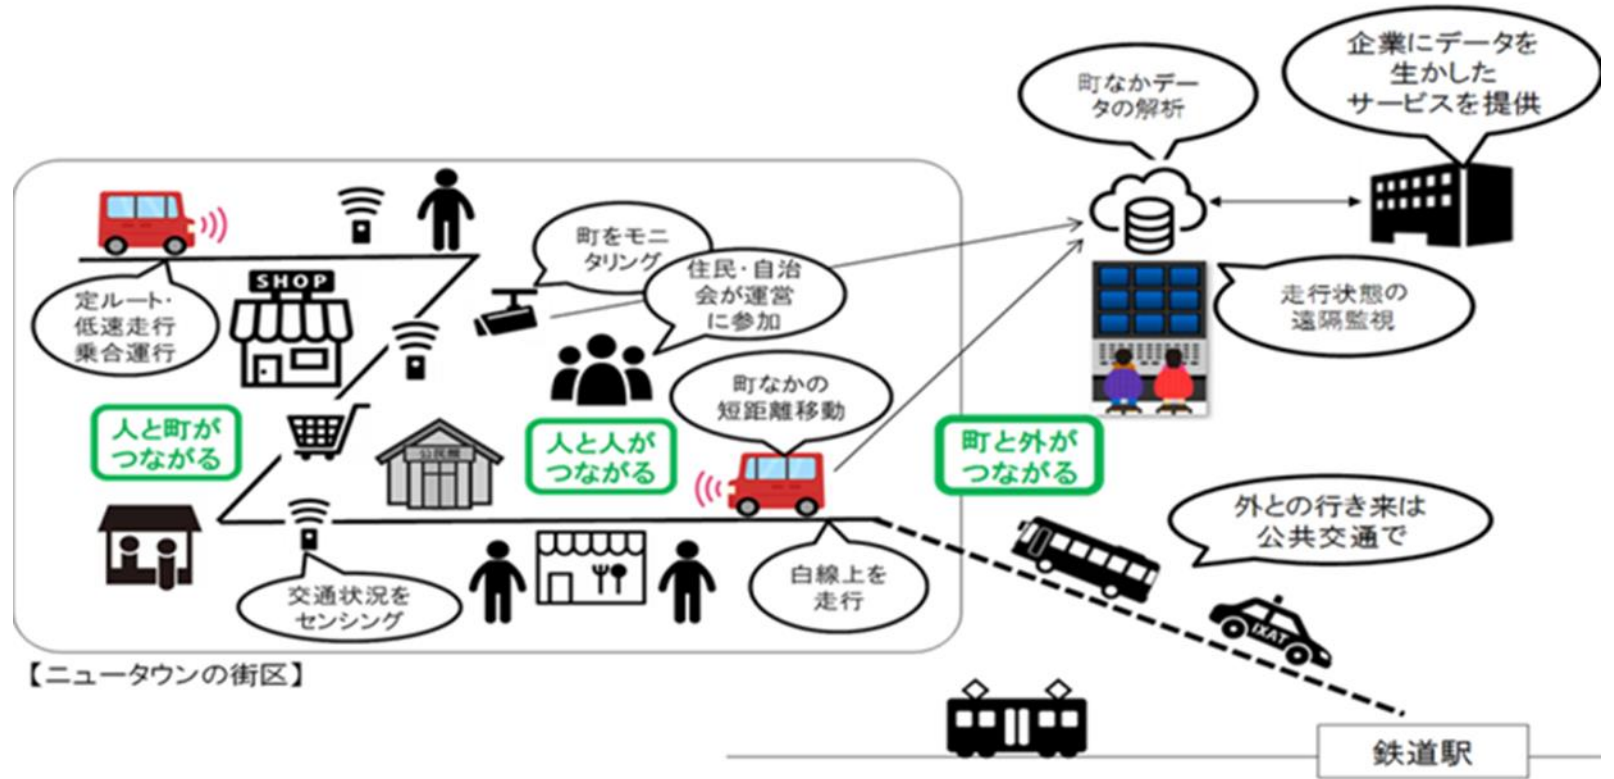 企業にデータを
生かした
サービスを提供
町なかデー
タの解析
町をモニ
タリング
住民・自治
会が運営
に参加
定ルート・
低速走行
乗合運行
SHOP
走行状態の
遠隔監視
町なかの
短距離移動
人と町が
つながる
公民館
人と人が
つながる
町と外が
つながる
外との行き来は
公共交通で
交通状況を
センシング
白線上を
走行
IXAT
【ニュータウンの街区】
鉄道駅